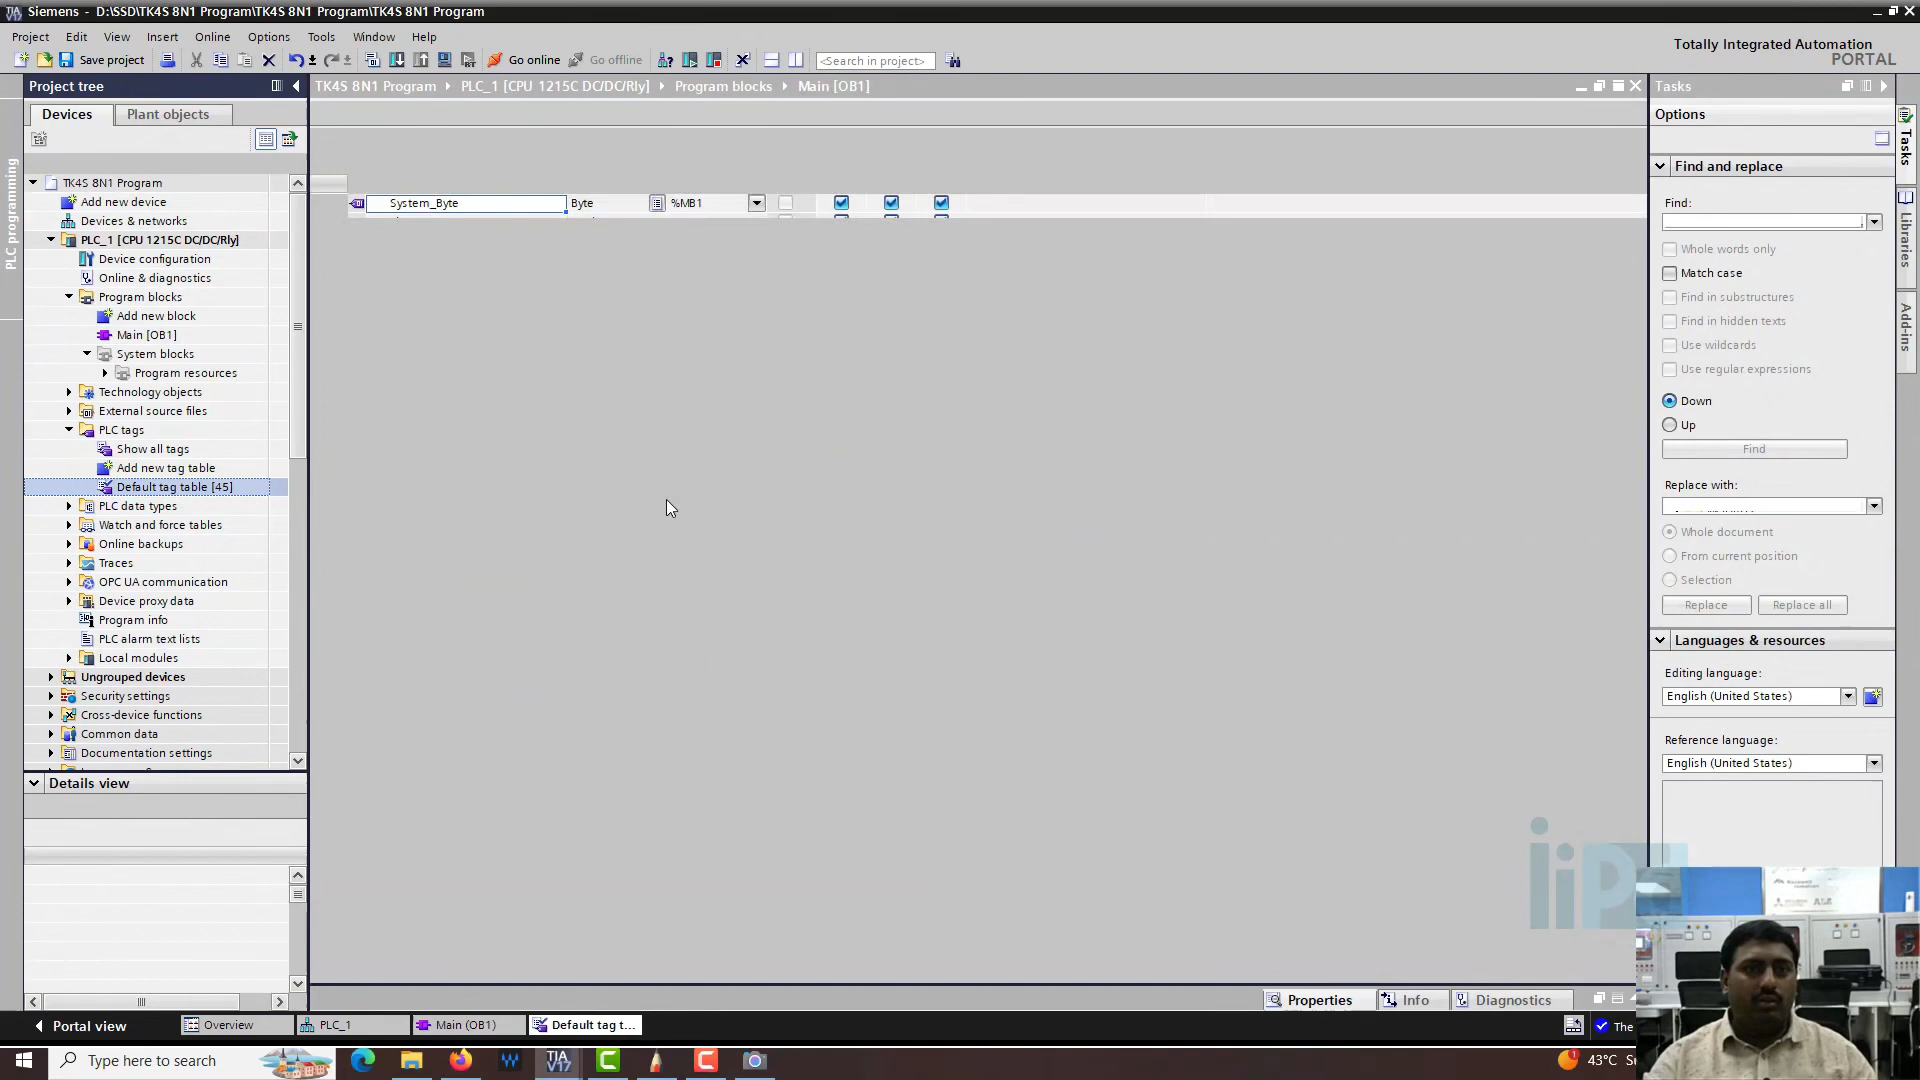 Siemens - D:\SSD\TK4S 8N1 Program\TK4S 8N1 Program\TK4S 8N1 Program
Project Edit View Insert Online Options Tools Window Help
Totally Integrated Automation
PORTAL
Save project
Go online
Go offline
<Search in project>
Project tree
TK4S 8N1 Program
PLC_1 [CPU 1215C DC/DC/Rly]
Program blocks
Main [OB1]
Tasks
Devices
Plant objects
Options
PLC programming
Find and replace
TK4S 8N1 Program
Add new device
Devices & networks
PLC_1 [CPU 1215C DC/DC/Rly]
Device configuration
Online & diagnostics
Program blocks
Add new block
Main [OB1]
System blocks
Program resources
Technology objects
External source files
PLC tags
Show all tags
Add new tag table
Default tag table [45]
PLC data types
Watch and force tables
Online backups
Traces
OPC UA communication
Device proxy data
Program info
PLC alarm text lists
Local modules
Ungrouped devices
Security settings
Cross-device functions
Common data
Documentation settings
Details view
System_Byte Byte %MB1
Find:
Whole words only
Match case
Find in substructures
Find in hidden texts
Use wildcards
Use regular expressions
Down
Up
Find
Replace with:
Whole document
From current position
Selection
Replace
Replace all
Languages & resources
Editing language:
English (United States)
Reference language:
English (United States)
Tasks
Libraries
Add-ins
Properties
Info
Diagnostics
Portal view
Overview
PLC_1
Main (OB1)
Default tag t...
The
Type here to search
TIA
V17
1
43°C